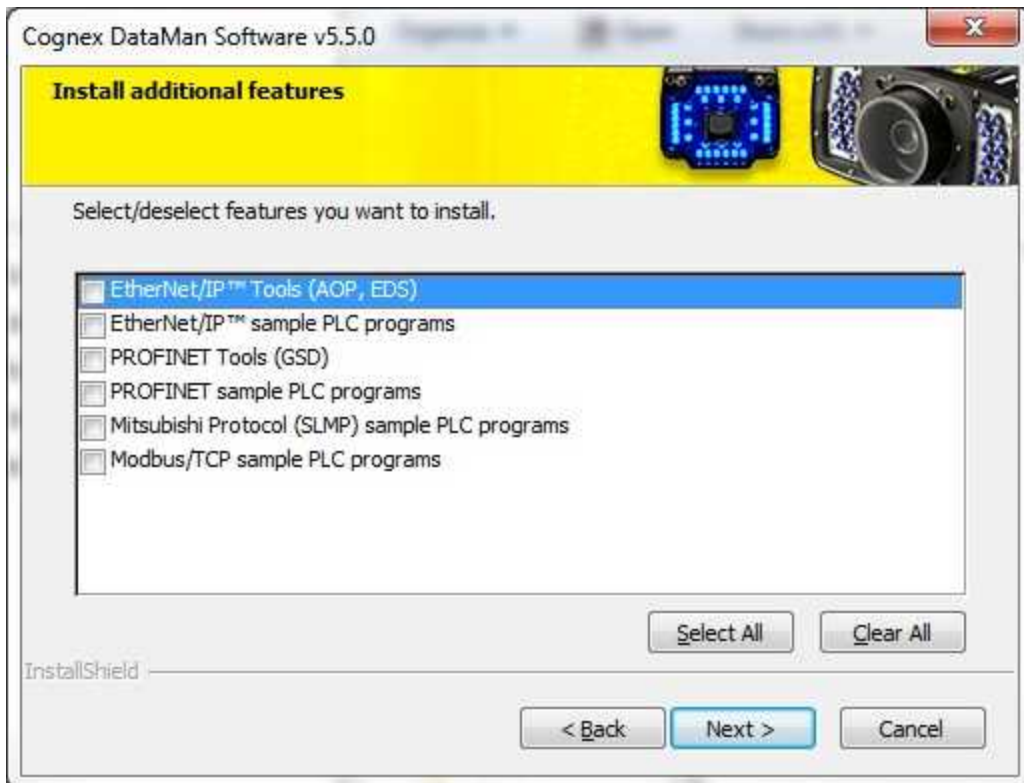 Cognex DataMan Software v5.5.0
Install additional features
Select/deselect features you want to install.
EtherNet/IP™ Tools (AOP, EDS)
EtherNet/IP™ sample PLC programs
PROFINET Tools (GSD)
PROFINET sample PLC programs
Mitsubishi Protocol (SLMP) sample PLC programs
Modbus/TCP sample PLC programs
Select All Clear All
InstallShield
< Back Next > Cancel